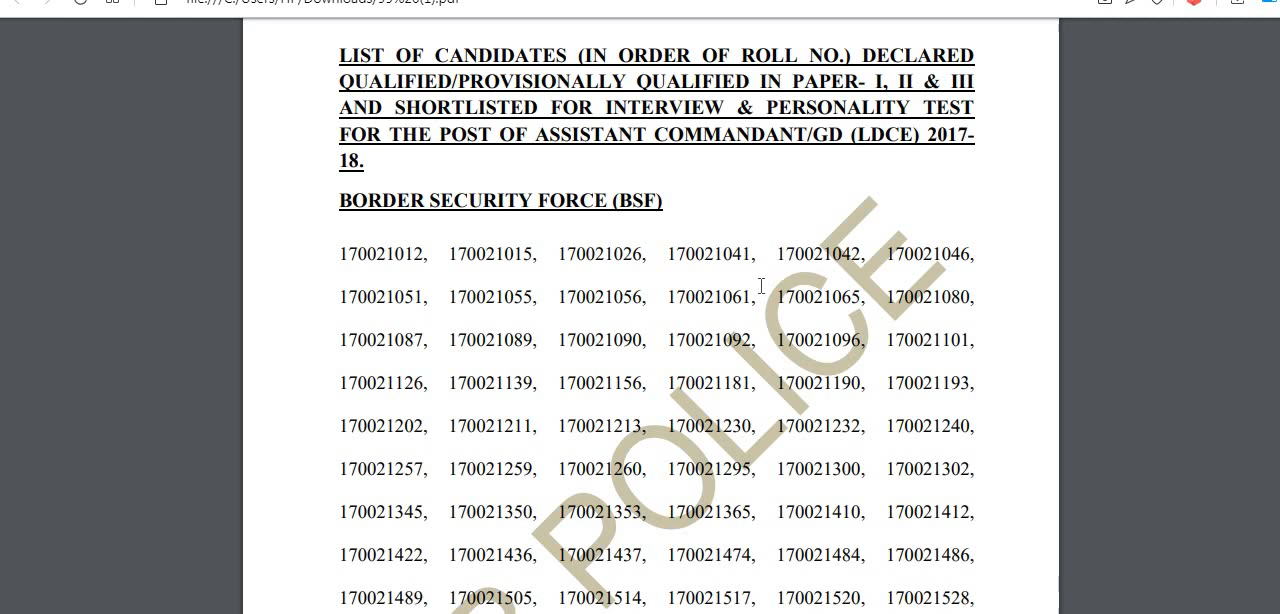 LIST OF CANDIDATES (IN ORDER OF ROLL NO.) DECLARED
QUALIFIED/PROVISIONALLY QUALIFIED IN PAPER- I, II & III
AND SHORTLISTED FOR INTERVIEW & PERSONALITY TEST
FOR THE POST OF ASSISTANT COMMANDANT/GD (LDCE) 2017-
18.
BORDER SECURITY FORCE (BSF)
170021012, 170021015, 170021026, 170021041, 170021042, 170021046,
170021051, 170021055, 170021056, 170021061, 170021065, 170021080,
170021087, 170021089, 170021090, 170021092, 170021096, 170021101,
170021126, 170021139, 170021156, 170021181, 170021190, 170021193,
170021202, 170021211, 170021213, 170021230, 170021232, 170021240,
170021257, 170021259, 170021260, 170021295, 170021300, 170021302,
170021345, 170021350, 170021353, 170021365, 170021410, 170021412,
170021422, 170021436, 170021437, 170021474, 170021484, 170021486,
170021489, 170021505, 170021514, 170021517, 170021520, 170021528,
POLICE